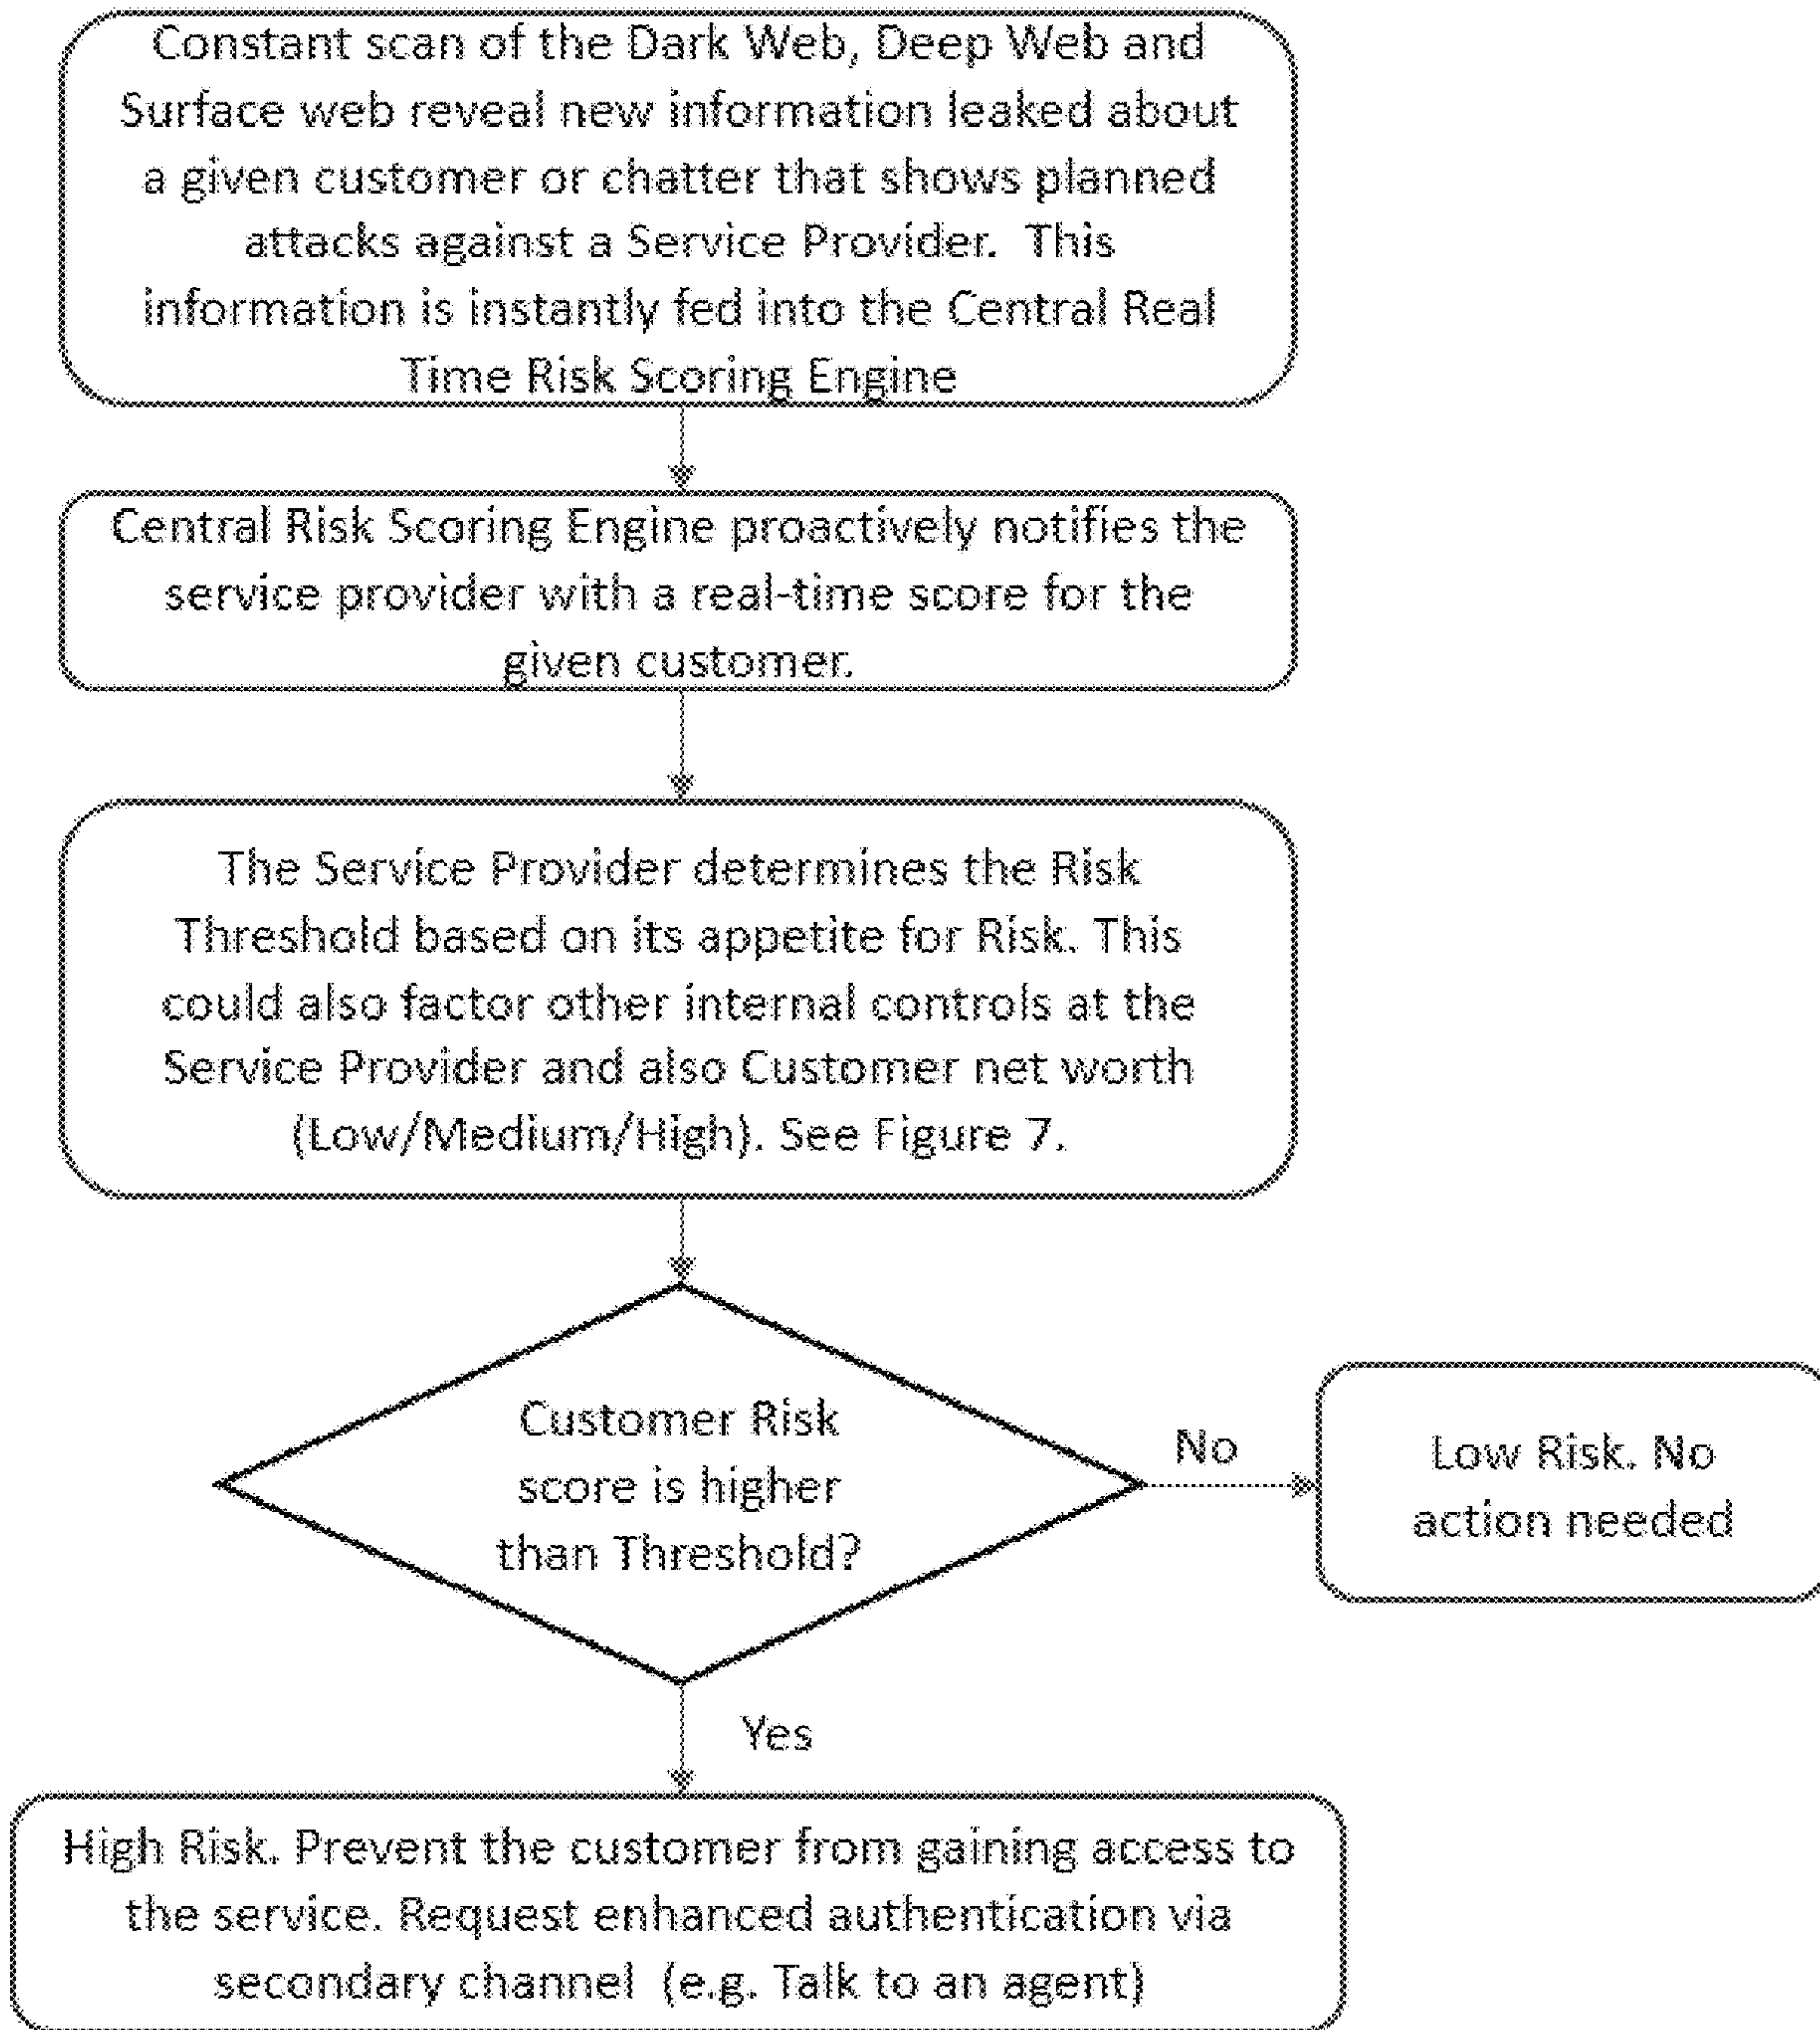 Constant scan of the Dark Web, Deep Web and
Surface web reveal new information leaked about
a given customer or chatter that shows planned
attacks against a Service Provider. This
information is instantly fed into the Central Real
Time Risk Scoring Engine
Central Risk Scoring Engine proactively notifies the
service provider with a real-time score for the
given customer.
The Service Provider determines the Risk
Threshold based on its appetite for Risk. This
could also factor other internal controls at the
Service Provider and also Customer net worth
(Low/Medium/High). See Figure 7.
Customer Risk
score is higher
than Threshold?
No
Low Risk. No
action needed
Yes
High Risk. Prevent the customer from gaining access to
the service. Request enhanced authentication via
secondary channel (e.g. Talk to an agent)